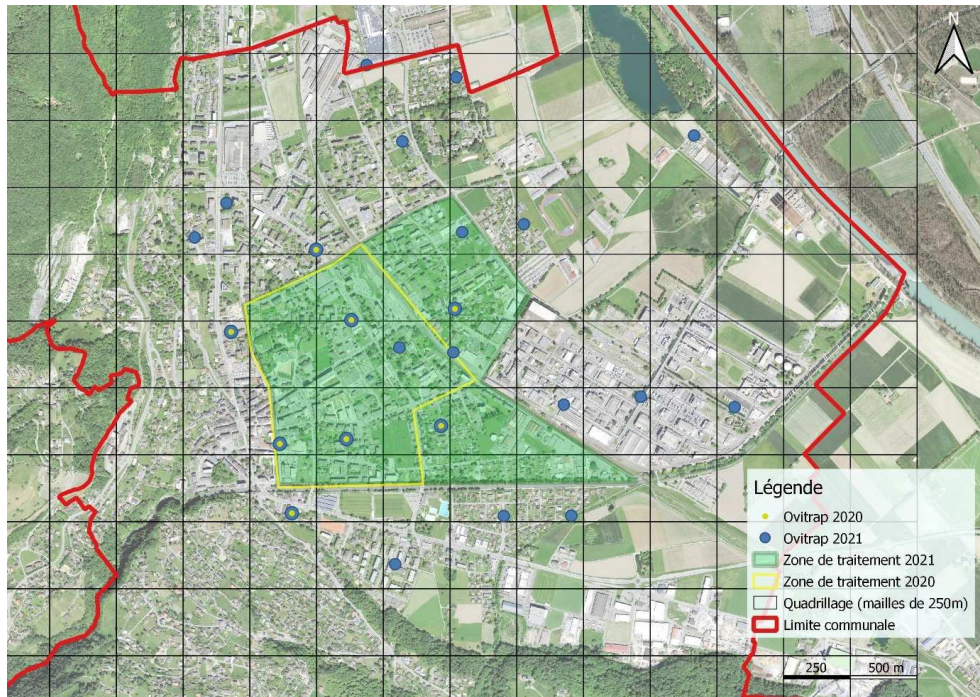 N
Légende
Ovitrap 2020
Ovitrap 2021
Zone de traitement 2021
Zone de traitement 2020
Quadrillage (mailles de 250m)
Limite communale
250 500 m